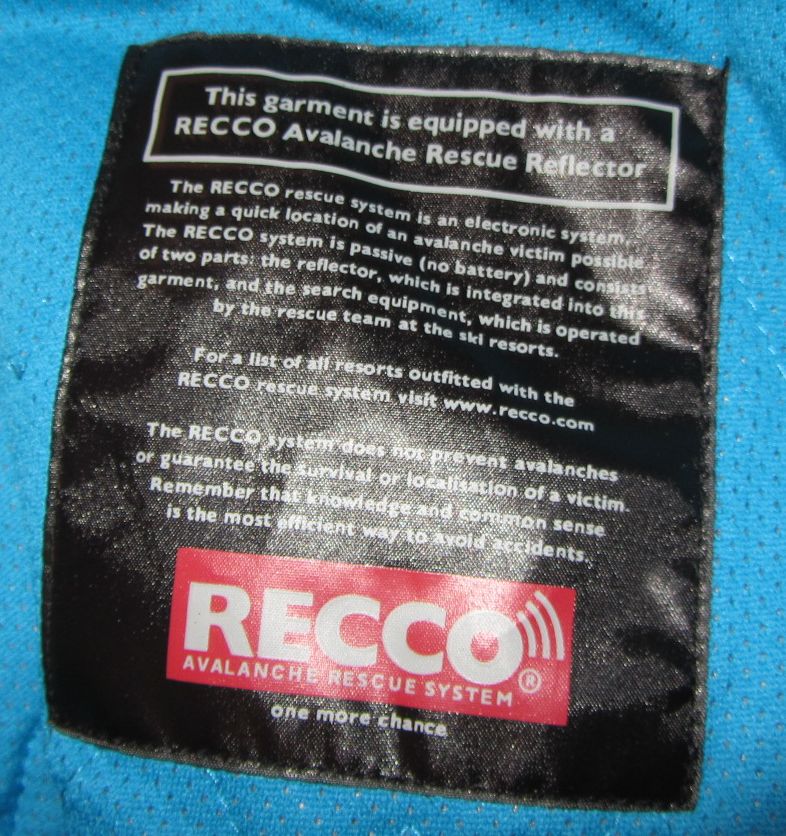 This garment is equipped with a
RECCO Avalanche Rescue Reflector
The RECCO rescue system is an electronic system,
making a quick location of an avalanche victim possible.
The RECCO system is passive (no battery) and consists
of two parts: the reflector, which is integrated into this
garment, and the search equipment, which is operated
by the rescue team at the ski resorts.
For a list of all resorts outfitted with the
RECCO rescue system visit www.recco.com
The RECCO system does not prevent avalanches
or guarantee the survival or localisation of a victim.
Remember that knowledge and common sense
is the most efficient way to avoid accidents.
RECCO
AVALANCHE RESCUE SYSTEM ®
one more chance